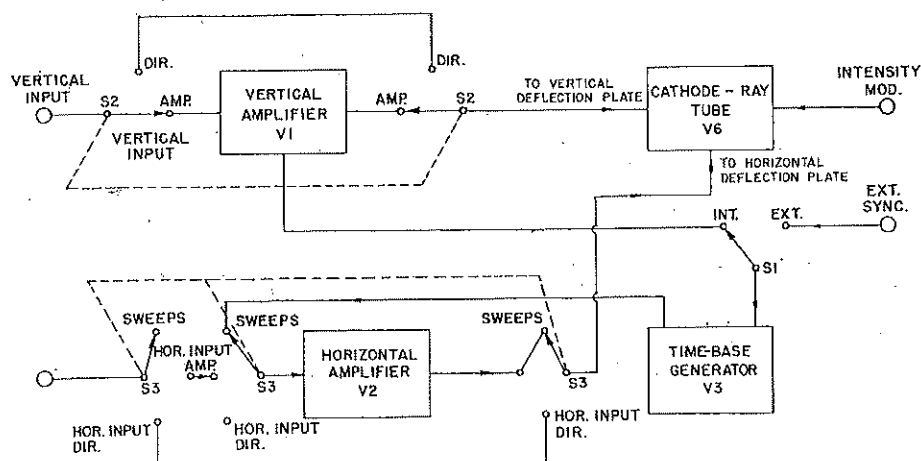 DIR.
DIR.
VERTICAL
INPUT
S2
AMP.
VERTICAL
INPUT
VERTICAL
AMPLIFIER
V1
AMP.
S2
TO VERTICAL
DEFLECTION PLATE
CATHODE-RAY
TUBE
V6
INTENSITY
MOD.
TO HORIZONTAL
DEFLECTION PLATE
INT.
EXT.
EXT.
SYNC.
S1
SWEEPS
HOR. INPUT
AMP.
S3
HOR. INPUT
DIR.
SWEEPS
S3
HOR. INPUT
DIR.
HORIZONTAL
AMPLIFIER
V2
SWEEPS
S3
HOR. INPUT
DIR.
TIME-BASE
GENERATOR
V3